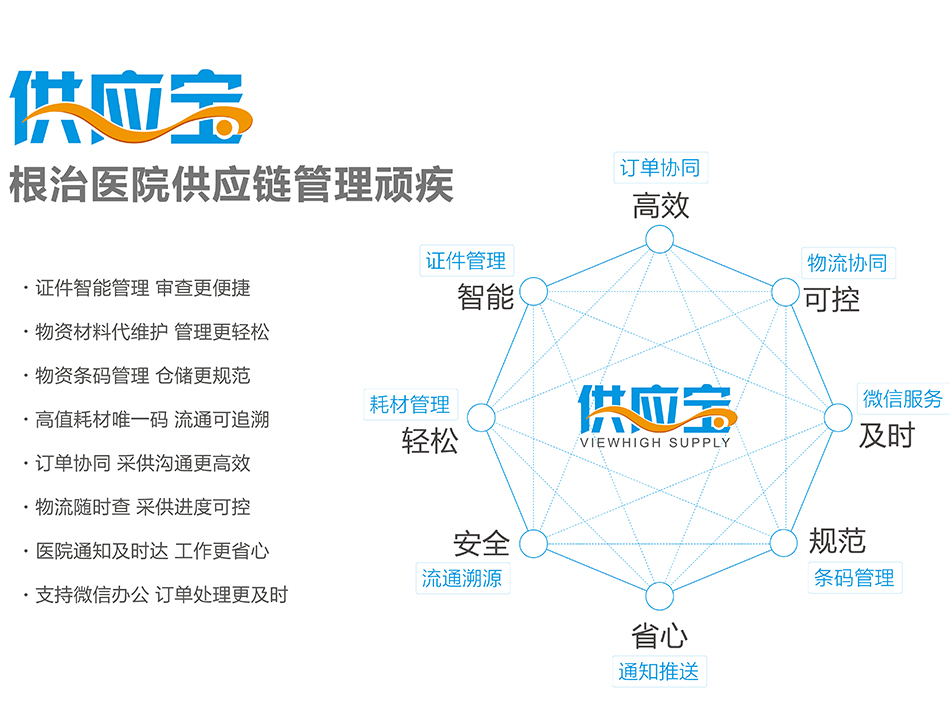 供应宝
根治医院供应链管理顽疾
· 证件智能管理 审查更便捷
· 物资材料代维护 管理更轻松
· 物资条码管理 仓储更规范
· 高值耗材唯一码 流通可追溯
· 订单协同 采供沟通更高效
· 物流随时查 采供进度可控
· 医院通知及时达 工作更省心
· 支持微信办公 订单处理更及时
订单协同
高效
证件管理
智能
物流协同
可控
耗材管理
轻松
供应宝
VIEWHIGH SUPPLY
微信服务
及时
安全
流通溯源
规范
条码管理
省心
通知推送